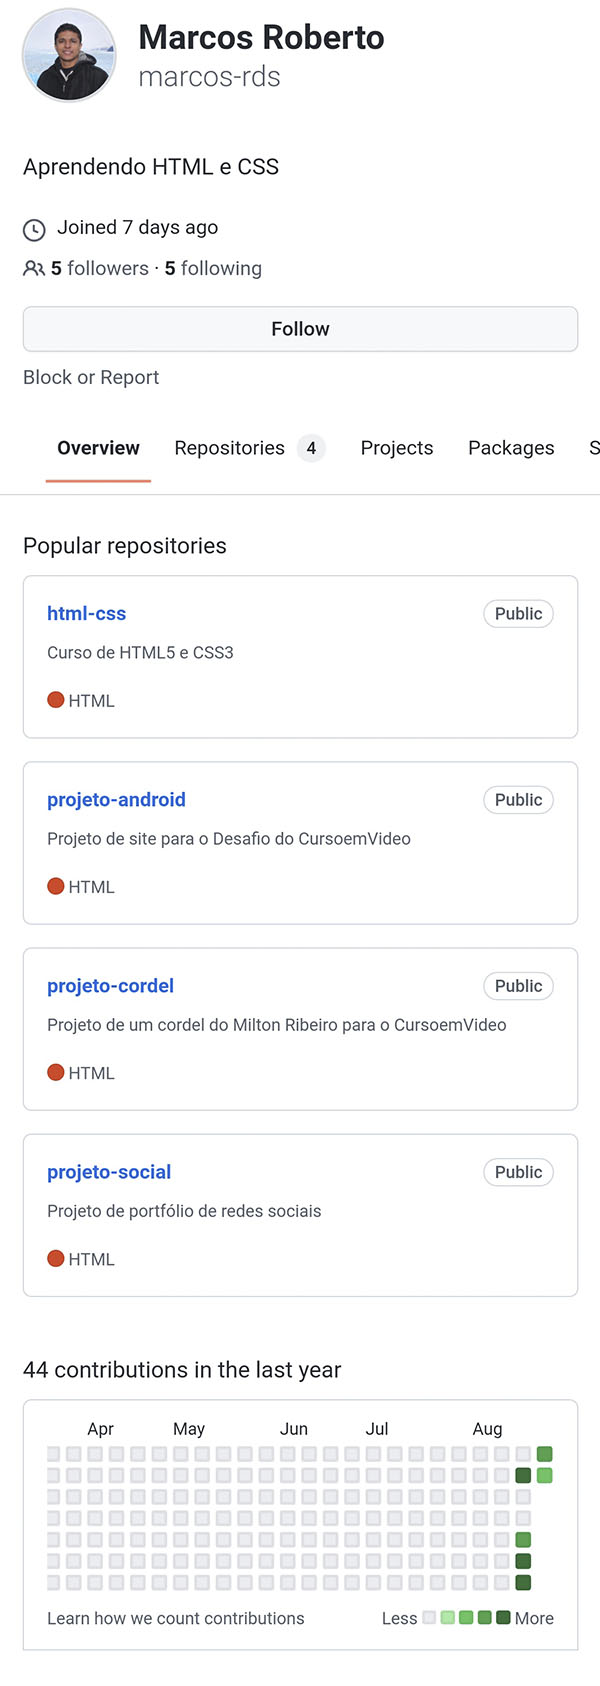 Marcos Roberto
marcos-rds
Aprendendo HTML e CSS
Joined 7 days ago
5 followers · 5 following
Follow
Block or Report
Overview Repositories 4 Projects Packages S
Popular repositories
html-css Public
Curso de HTML5 e CSS3
HTML
projeto-android Public
Projeto de site para o Desafio do CursoemVideo
HTML
projeto-cordel Public
Projeto de um cordel do Milton Ribeiro para o CursoemVideo
HTML
projeto-social Public
Projeto de portfólio de redes sociais
HTML
44 contributions in the last year
Apr May Jun Jul Aug
Learn how we count contributions Less More